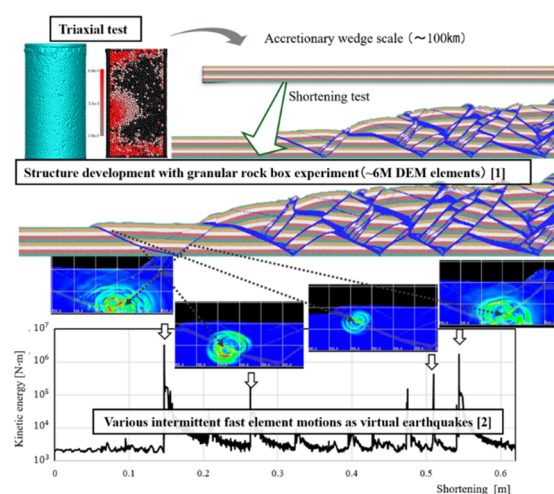 Triaxial test
Accretionary wedge scale (～100km)
Shortening test
Structure development with granular rock box experiment(~6M DEM elements) [1]
Kinetic energy [N·m]
10⁷
10⁶
10⁵
10⁴
10³
Various intermittent fast element motions as virtual earthquakes [2]
0 0.1 0.2 0.3 0.4 0.5 0.6
Shortening [m]